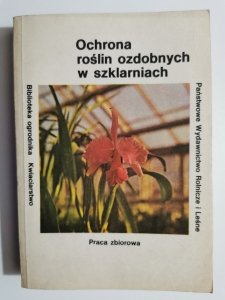 Ochrona
roślin ozdobnych
w szklarniach
Biblioteka ogrodnika Kwiaciarstwo
Państwowe Wydawnictwo Rolnicze i Leśne
Praca zbiorowa